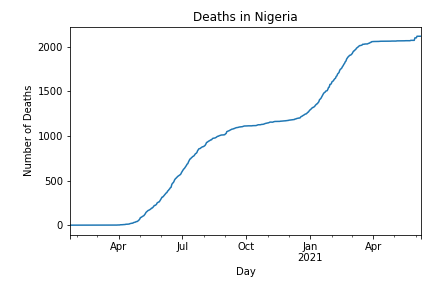 Deaths in Nigeria
Number of Deaths
2000
1500
1000
500
0
Apr Jul Oct Jan Apr
2021
Day